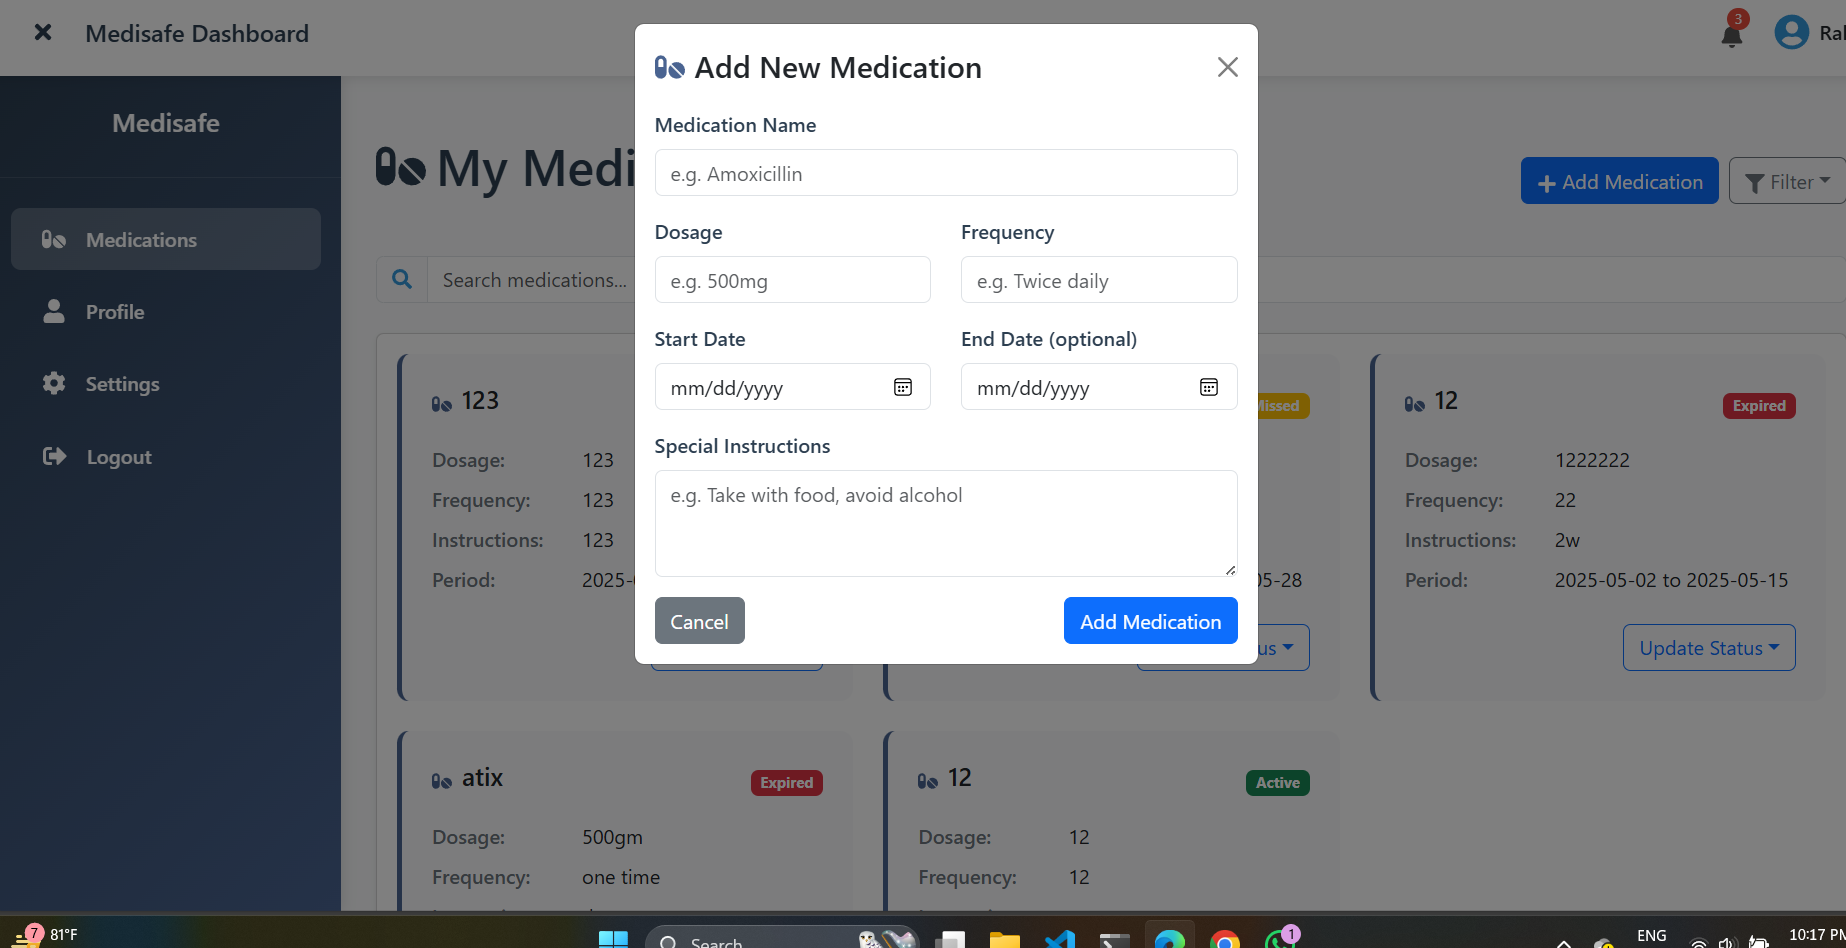 Medisafe Dashboard
3
Medisafe
Medications
Profile
Settings
Logout
My Medi
Add Medication
Filter
Search medications...
Add New Medication
Medication Name
e.g. Amoxicillin
Dosage
Frequency
e.g. 500mg
e.g. Twice daily
Start Date
End Date (optional)
mm/dd/yyyy
mm/dd/yyyy
Special Instructions
e.g. Take with food, avoid alcohol
Cancel
Add Medication
123
Dosage: 123
Frequency: 123
Instructions: 123
Period: 2025-
Missed
05-28
us
12
Expired
Dosage: 1222222
Frequency: 22
Instructions: 2w
Period: 2025-05-02 to 2025-05-15
Update Status
atix
Expired
Dosage: 500gm
Frequency: one time
12
Active
Dosage: 12
Frequency: 12
7
81°F
Search
1
ENG
10:17 PM